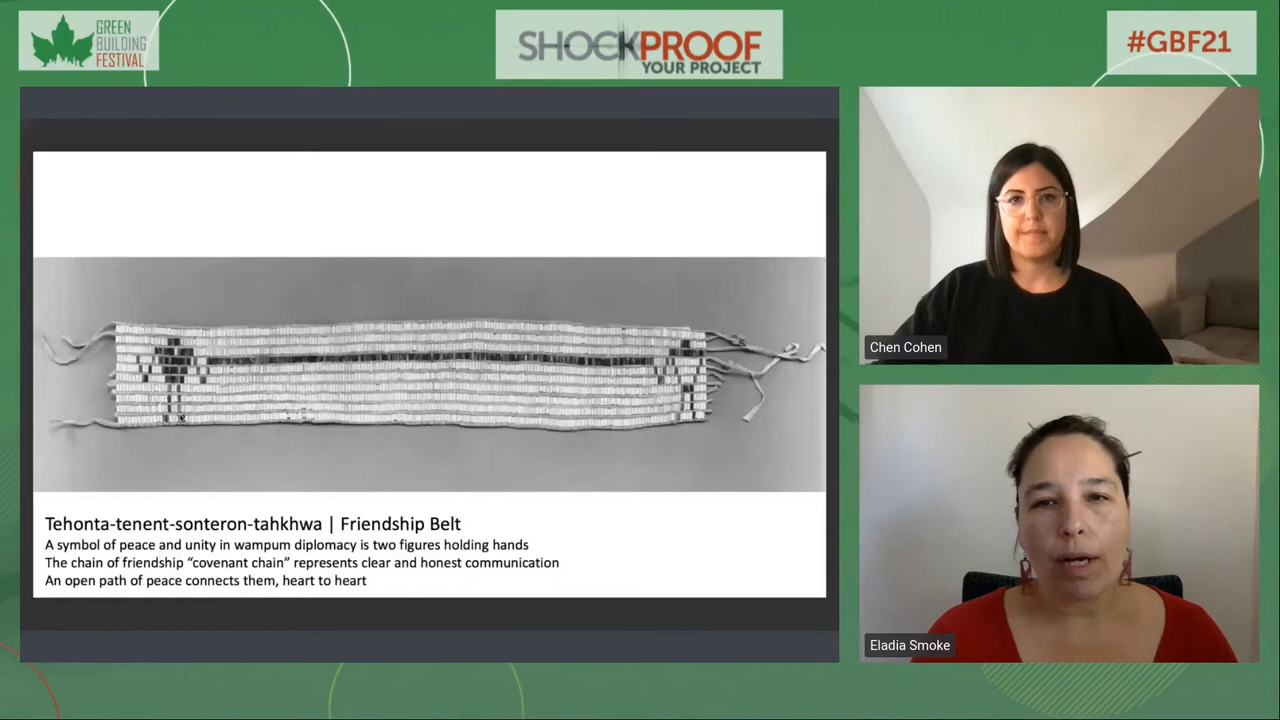 GREEN
BUILDING
FESTIVAL
SHOCKPROOF
YOUR PROJECT
#GBF21
Chen Cohen
Tehonta-tenent-sonteron-tahkhwa | Friendship Belt
A symbol of peace and unity in wampum diplomacy is two figures holding hands
The chain of friendship “covenant chain” represents clear and honest communication
An open path of peace connects them, heart to heart
Eladia Smoke